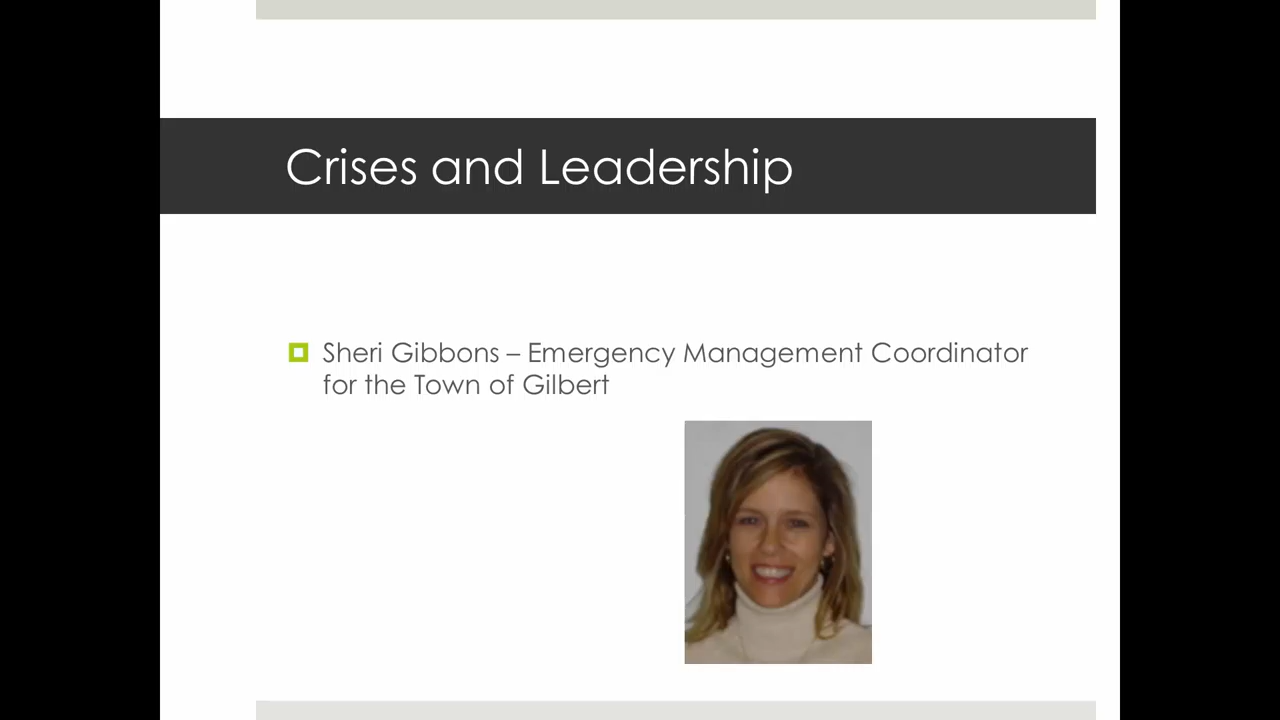 Crises and Leadership
Sheri Gibbons – Emergency Management Coordinator
for the Town of Gilbert